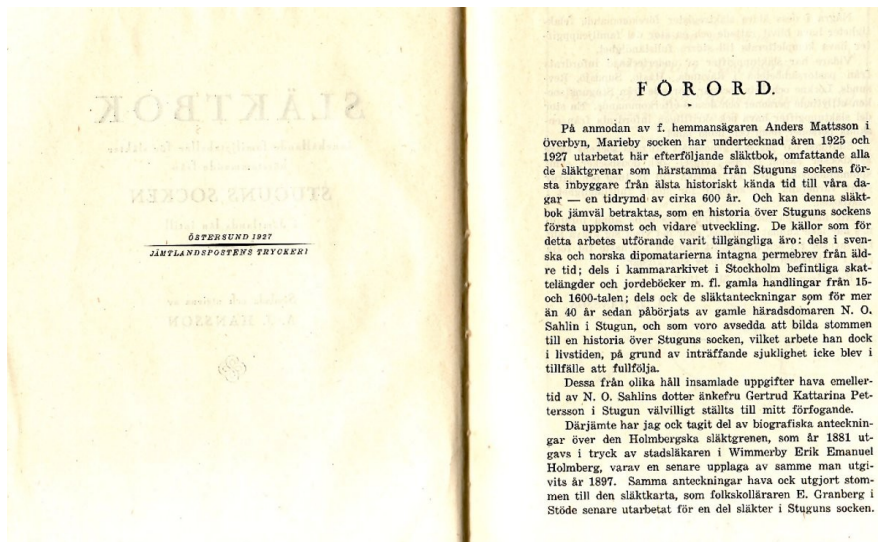 ÖSTERSUND 1927
JÄMTLANDSPOSTENS TRYCKERI
FÖRORD.
På anmodan av f. hemmansägaren Anders Mattsson i
Överbyn, Marieby socken har undertecknad åren 1925 och
1927 utarbetat här efterföljande släktbok, omfattande alla
de släktgrenar som härstamma från Stuguns sockens för-
sta inbyggare från älsta historiskt kända tid till våra da-
gar — en tidrymd av cirka 600 år. Och kan denna släkt-
bok jämväl betraktas, som en historia över Stuguns sockens
första uppkomst och vidare utveckling. De källor som för
detta arbetes utförande varit tillgängliga äro: dels i sven-
ska och norska dipomatarierna intagna permebrev från äld-
re tid; dels i kammararkivet i Stockholm befintliga skat-
telängder och jordeböcker m. fl. gamla handlingar från 15-
och 1600-talen; dels ock de släktanteckningar som för mer
än 40 år sedan påbörjats av gamle häradsdomaren N. O.
Sahlin i Stugun, och som voro avsedda att bilda stommen
till en historia över Stuguns socken, vilket arbete han dock
i livstiden, på grund av inträffande sjuklighet icke blev i
tillfälle att fullfölja.
Dessa från olika håll insamlade uppgifter hava emeller-
tid av N. O. Sahlins dotter änkefru Gertrud Kattarina Pet-
tersson i Stugun välvilligt ställts till mitt förfogande.
Därjämte har jag ock tagit del av biografiska antecknin-
gar över den Holmbergska släktgrenen, som år 1881 ut-
gavs i tryck av stadsläkaren i Wimmerby Erik Emanuel
Holmberg, varav en senare upplaga av samme man utgi-
vits år 1897. Samma anteckningar hava ock utgjort stom-
men till den släktkarta, som folkskolläraren E. Granberg i
Stöde senare utarbetat för en del släkter i Stuguns socken.